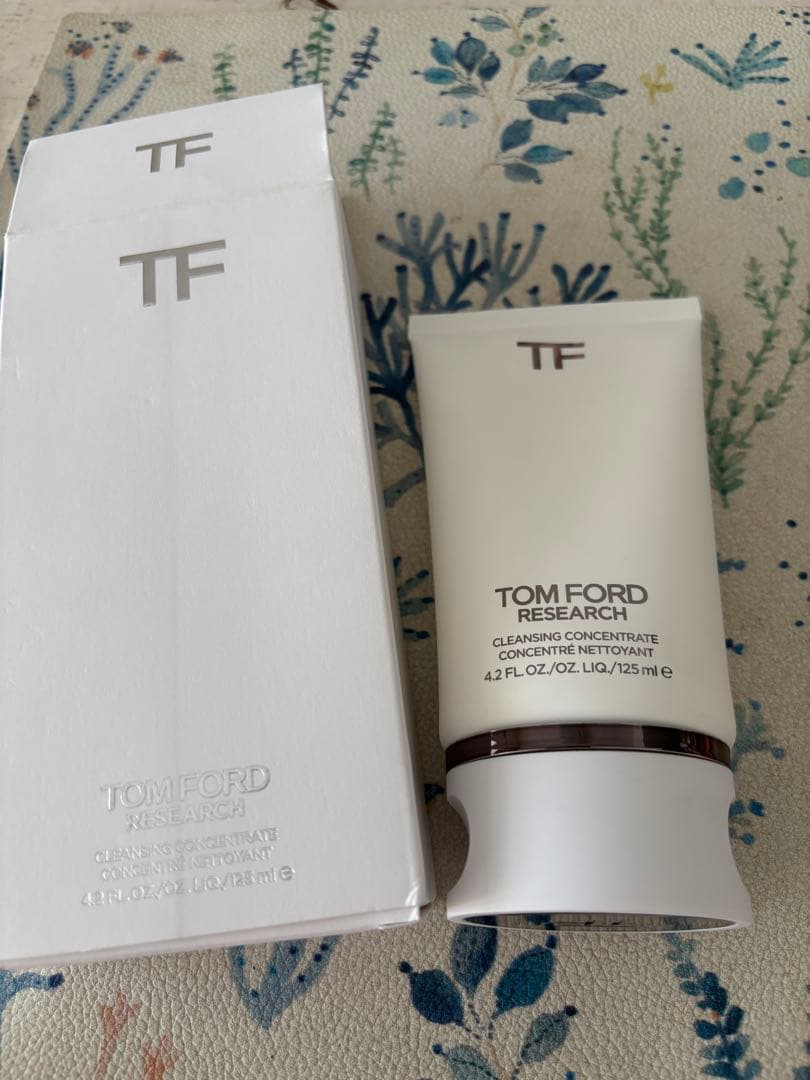 TF
TF
TOM FORD
RESEARCH
CLEANSING CONCENTRATE
CONCENTRÉ NETTOYANT
4.2 FL.OZ./OZ. LIQ./125 ml e
TF
TOM FORD
RESEARCH
CLEANSING CONCENTRATE
CONCENTRÉ NETTOYANT
4.2 FL.OZ./OZ. LIQ./125 ml e